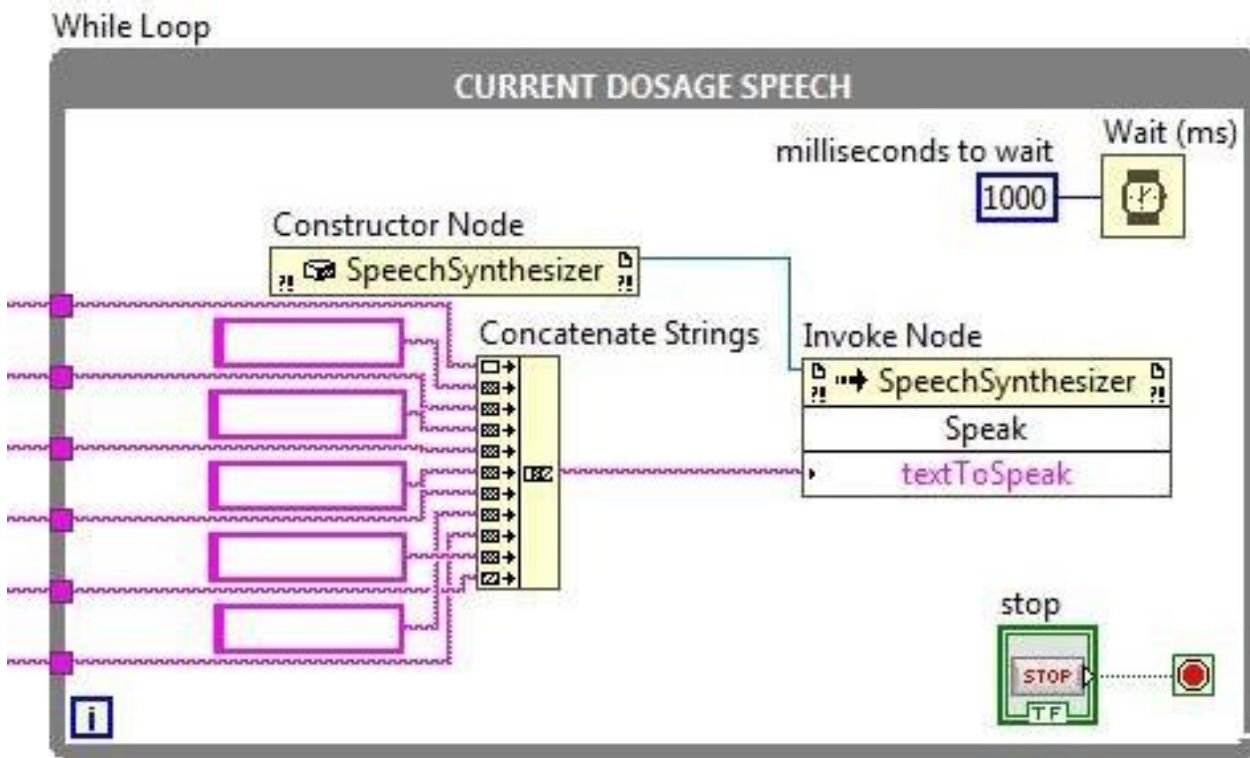 While Loop
CURRENT DOSAGE SPEECH
Wait (ms)
milliseconds to wait
1000
Constructor Node
SpeechSynthesizer
Concatenate Strings
Invoke Node
SpeechSynthesizer
Speak
textToSpeak
stop
STOP
TF
i